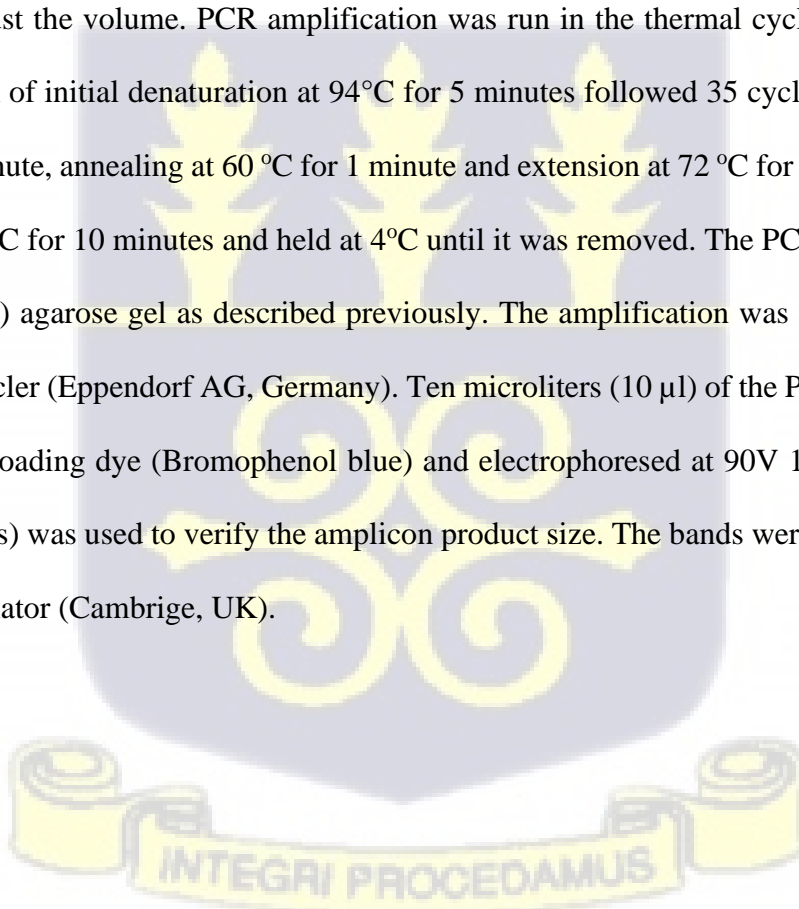 ust the volume. PCR amplification was run in the thermal cycl
of initial denaturation at 94°C for 5 minutes followed 35 cycl
nute, annealing at 60 °C for 1 minute and extension at 72 °C for
C for 10 minutes and held at 4°C until it was removed. The PC
) agarose gel as described previously. The amplification was
cler (Eppendorf AG, Germany). Ten microliters (10 µl) of the P
oading dye (Bromophenol blue) and electrophoresed at 90V 1
s) was used to verify the amplicon product size. The bands wer
nator (Cambrige, UK).
INTEGRI PROCEDAMUS